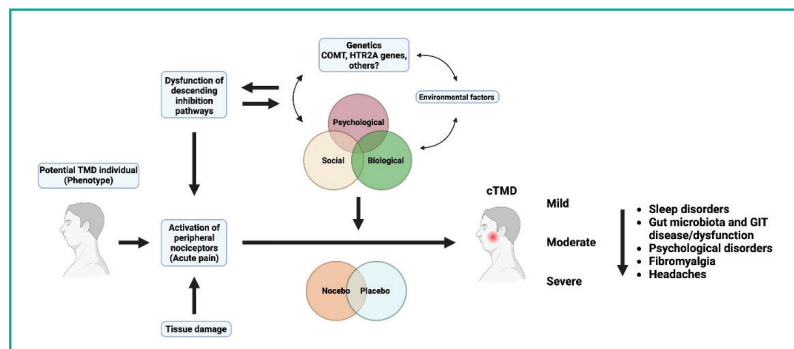 Genetics
COMT, HTR2A genes,
others?
Dysfunction of
descending
inhibition
pathways
Environmental factors
Psychological
Social
Biological
Potential TMD individual
(Phenotype)
cTMD
Mild
Moderate
Severe
Sleep disorders
Gut microbiota and GIT
disease/dysfunction
Psychological disorders
Fibromyalgia
Headaches
Activation of
peripheral
nociceptors
(Acute pain)
Nocebo
Placebo
Tissue damage